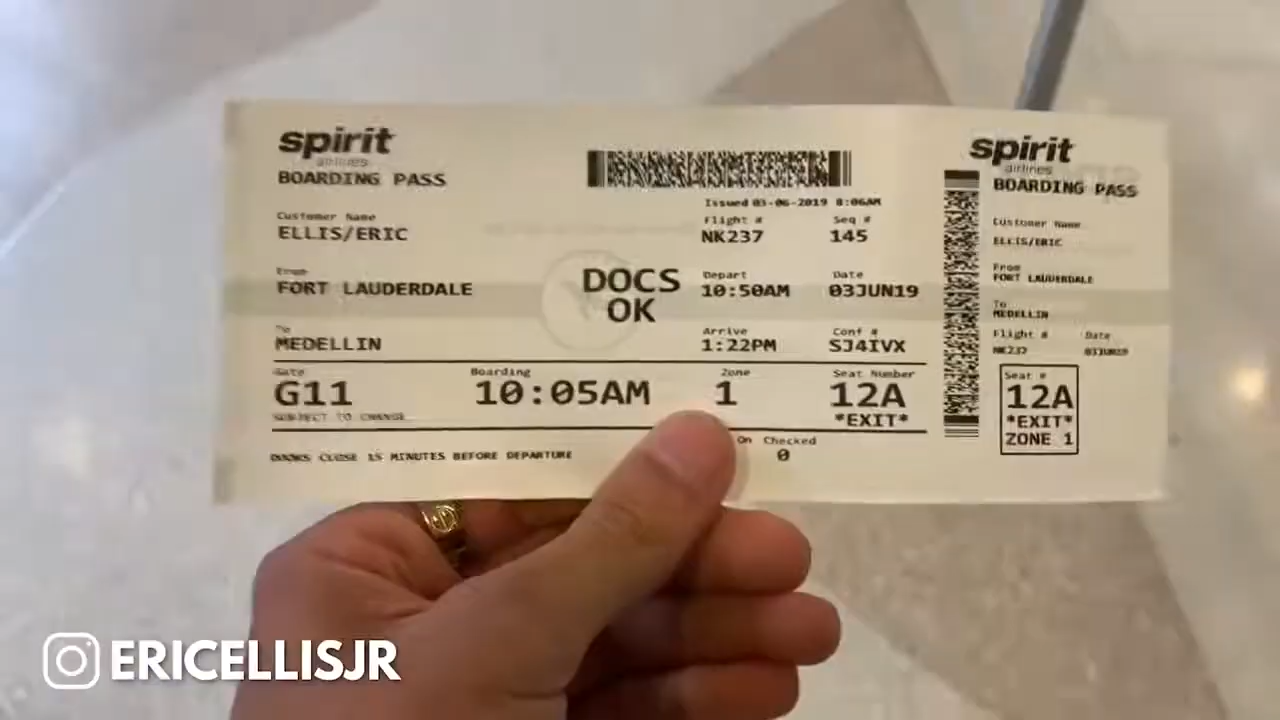 spirit
airlines
BOARDING PASS
Issued 03-06-2019 8:06AM
Customer Name
ELLIS/ERIC
Flight # Seq #
NK237 145
From
FORT LAUDERDALE
DOCS
OK
Depart Date
10:50AM 03JUN19
To
MEDELLIN
Arrive Conf #
1:22PM SJ4IVX
Gate Boarding Zone Seat Number
G11 10:05AM 1 12A
SUBJECT TO CHANGE *EXIT*
On Checked
0
DOORS CLOSE 15 MINUTES BEFORE DEPARTURE
spirit
airlines
BOARDING PASS
Customer Name
ELLIS/ERIC
From
FORT LAUDERDALE
To
MEDELLIN
Flight # Date
NK237 03JUN19
Seat #
12A
*EXIT*
ZONE 1
ERICELLISJR